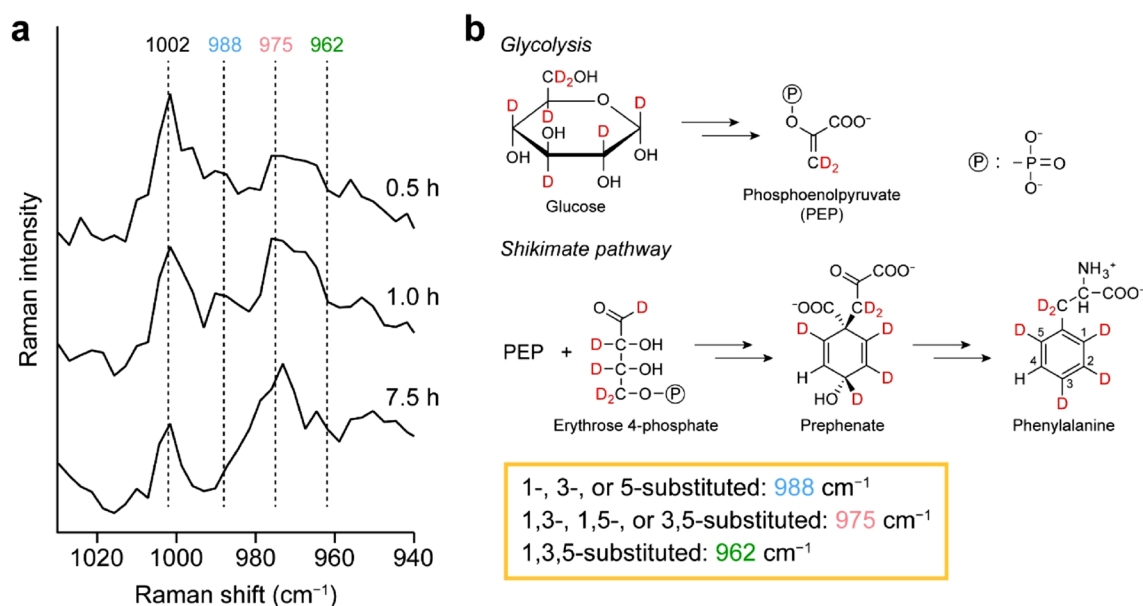 a
1002 988 975 962
0.5 h
1.0 h
7.5 h
Raman intensity
1020 1000 980 960 940
Raman shift (cm⁻¹)
b
Glycolysis
CD₂OH
D
O
D
D
D
OH
OH
D
OH
OH
Glucose
P
O
COO⁻
CD₂
Phosphoenolpyruvate
(PEP)
P :
O⁻
P=O
O⁻
Shikimate pathway
PEP +
O
D
D
OH
D
OH
D₂
O
P
Erythrose 4-phosphate
O
COO⁻
⁻OOC
CD₂
D
D
H
D
HO
D
Prephenate
NH₃⁺
D₂C
H
COO⁻
D
5
1
D
4
2
H
3
D
D
Phenylalanine
1-, 3-, or 5-substituted: 988 cm⁻¹
1,3-, 1,5-, or 3,5-substituted: 975 cm⁻¹
1,3,5-substituted: 962 cm⁻¹